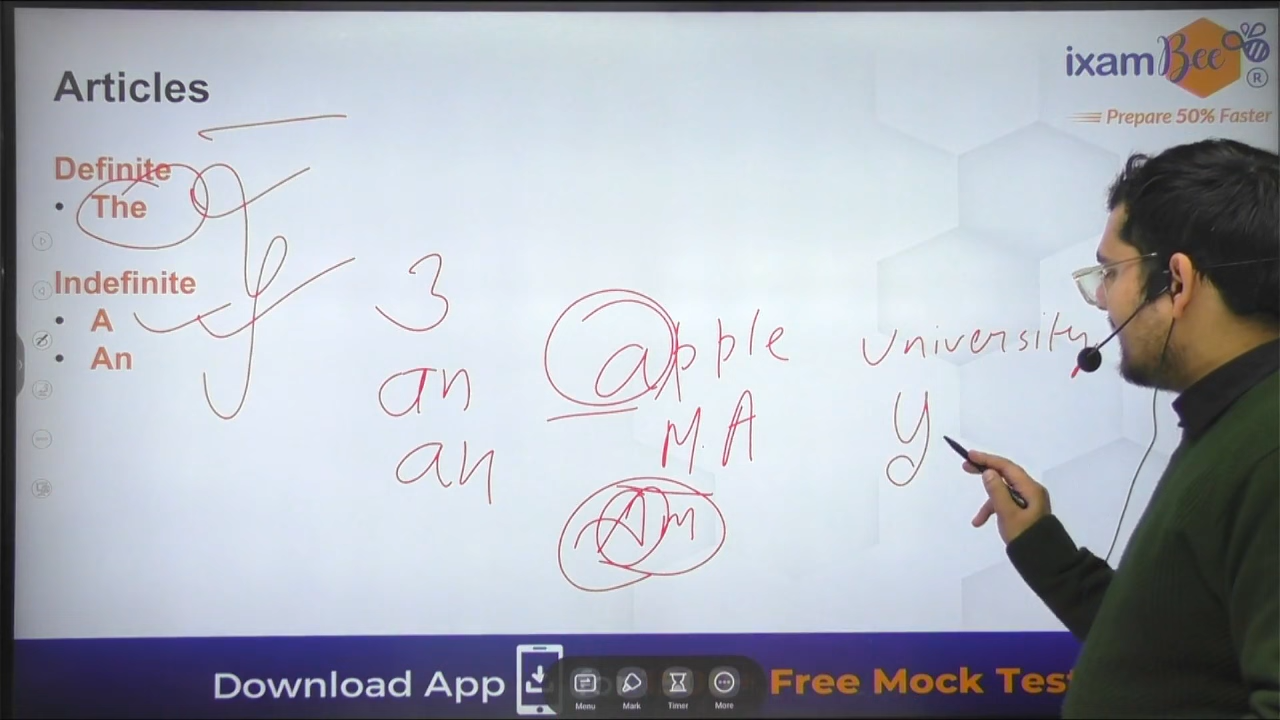 Articles
ixamBee
®
Prepare 50% Faster
Definite
• The
Indefinite
• A
• An
3
an apple
an M.A
Am
University
y
Download App
Free Mock Test
Menu Mark Timer More